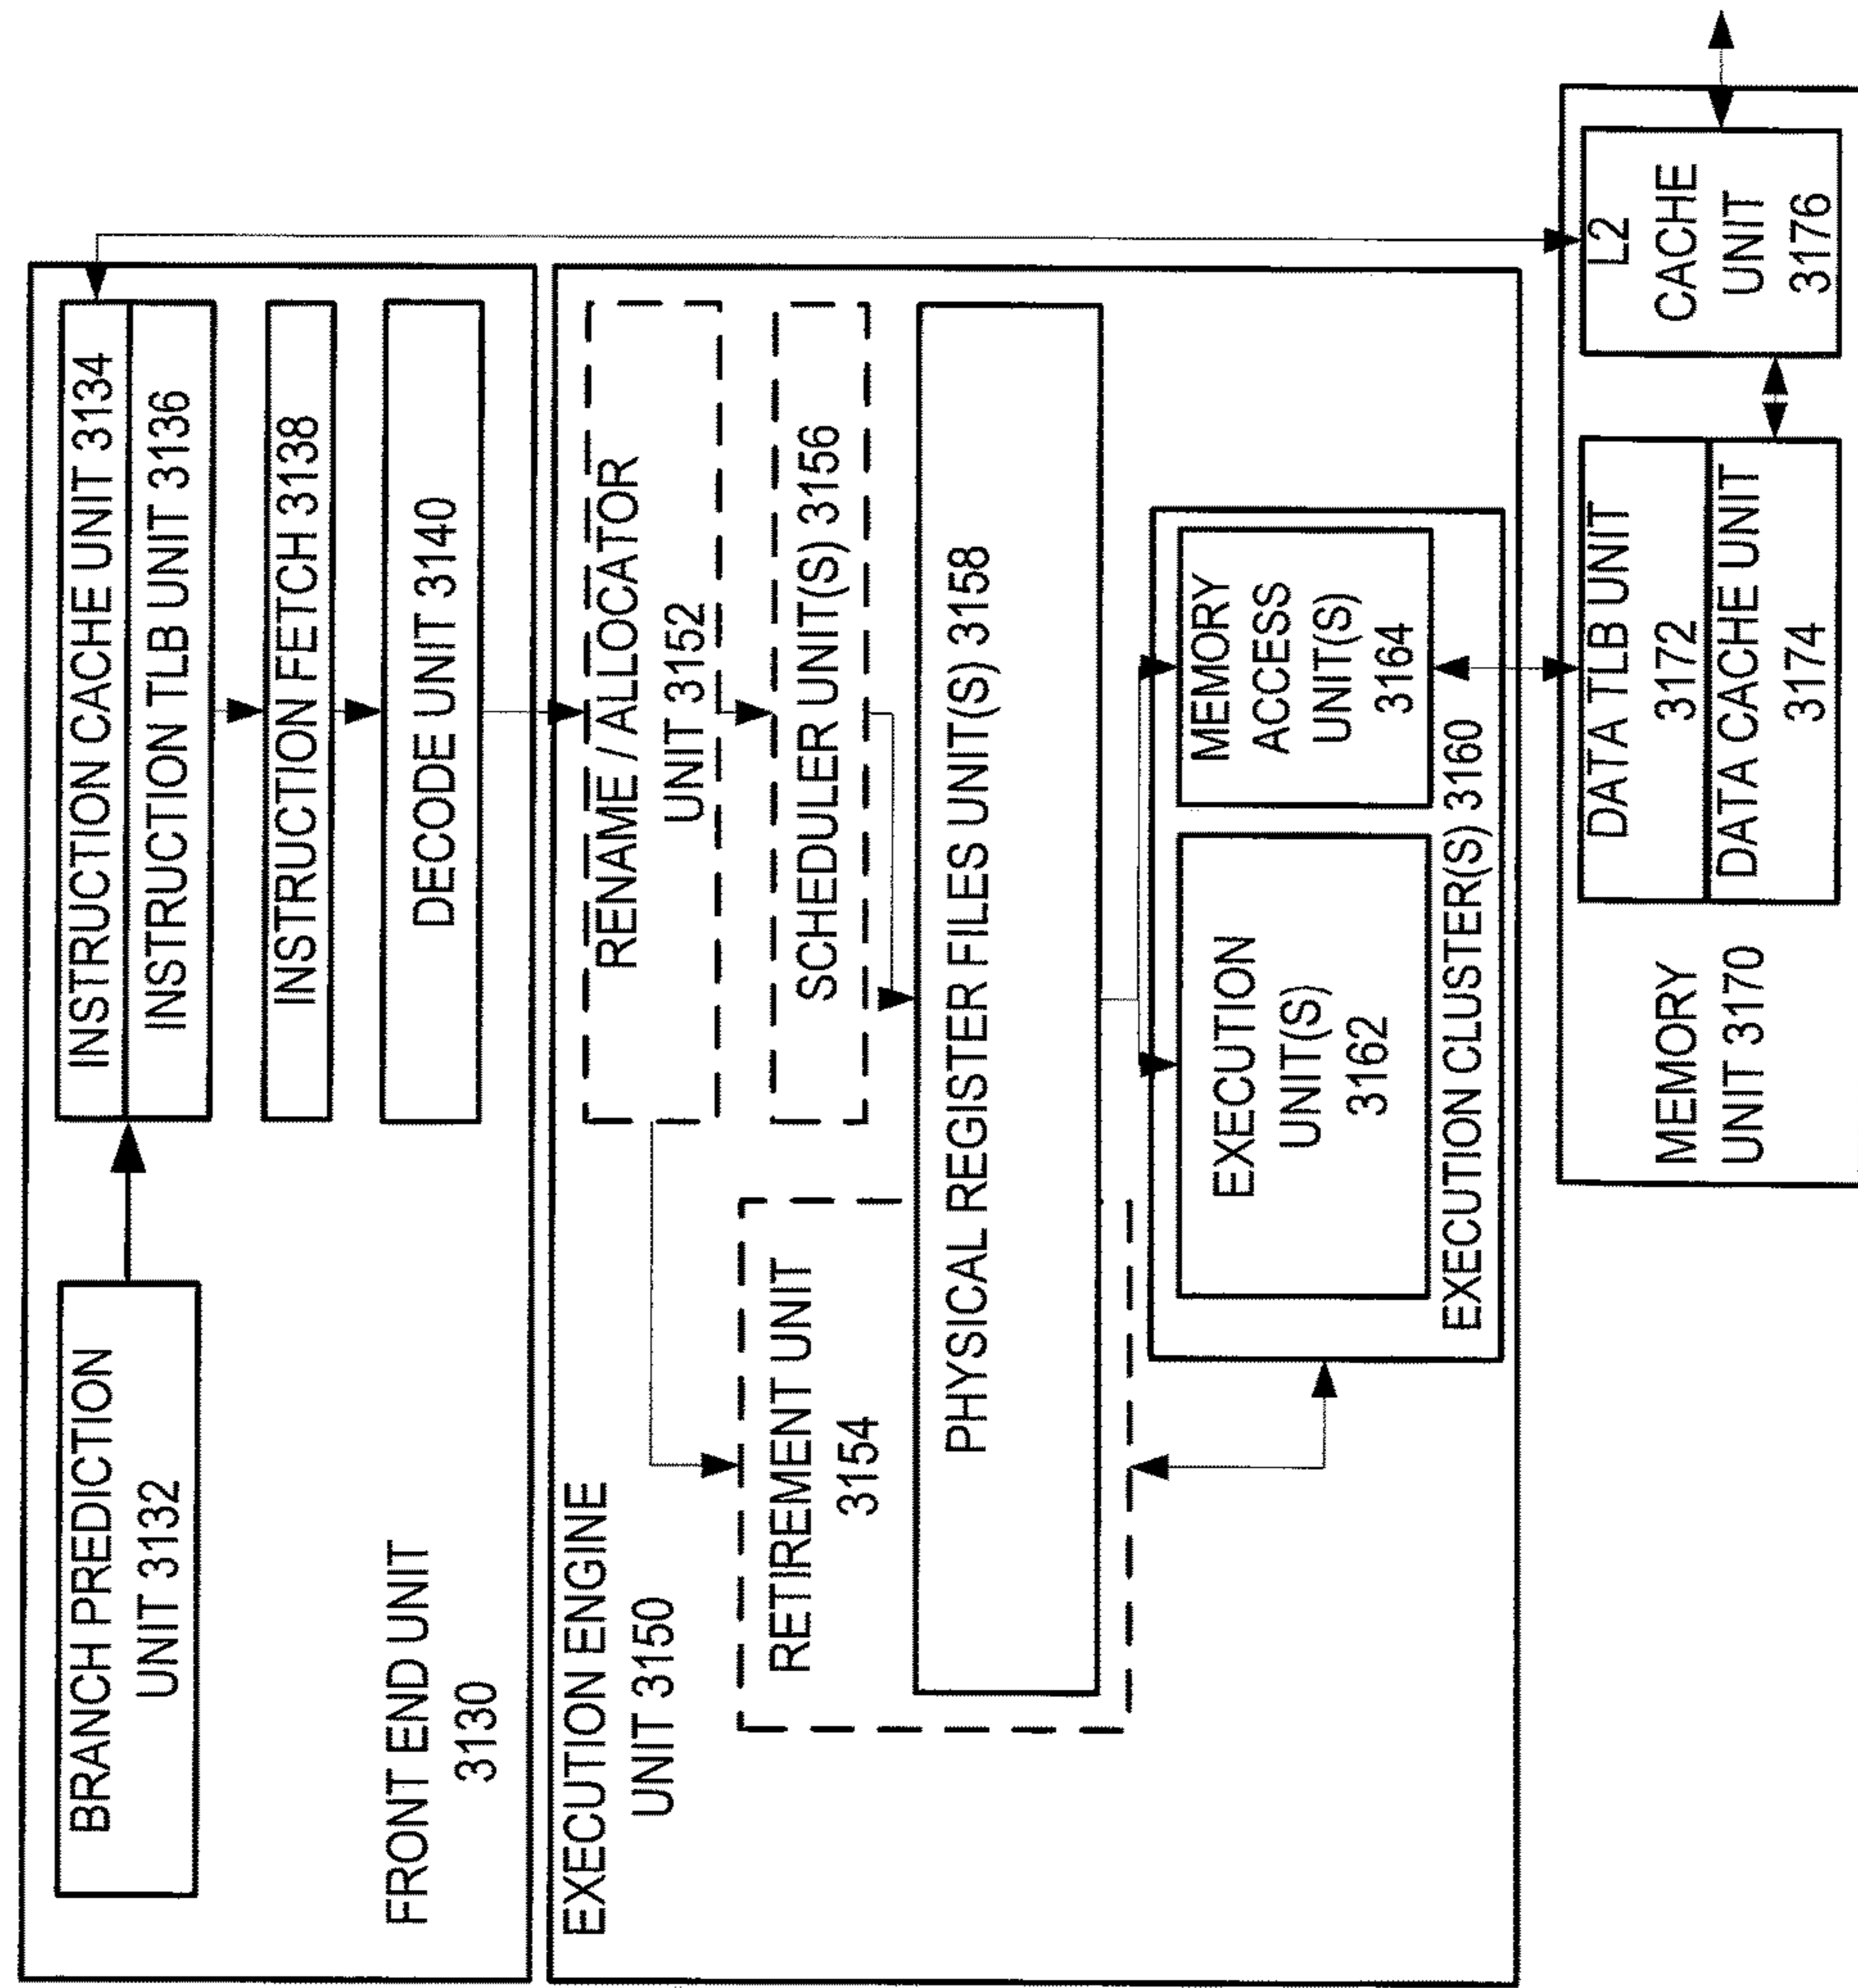 BRANCH PREDICTION
UNIT 3132
INSTRUCTION CACHE UNIT 3134
INSTRUCTION TLB UNIT 3136
INSTRUCTION FETCH 3138
DECODE UNIT 3140
FRONT END UNIT
3130
EXECUTION ENGINE
UNIT 3150
RENAME / ALLOCATOR
UNIT 3152
SCHEDULER UNIT(S) 3156
RETIREMENT UNIT
3154
PHYSICAL REGISTER FILES UNIT(S) 3158
EXECUTION
UNIT(S)
3162
MEMORY
ACCESS
UNIT(S)
3164
EXECUTION CLUSTER(S) 3160
MEMORY
UNIT 3170
DATA TLB UNIT
3172
DATA CACHE UNIT
3174
L2
CACHE
UNIT
3176